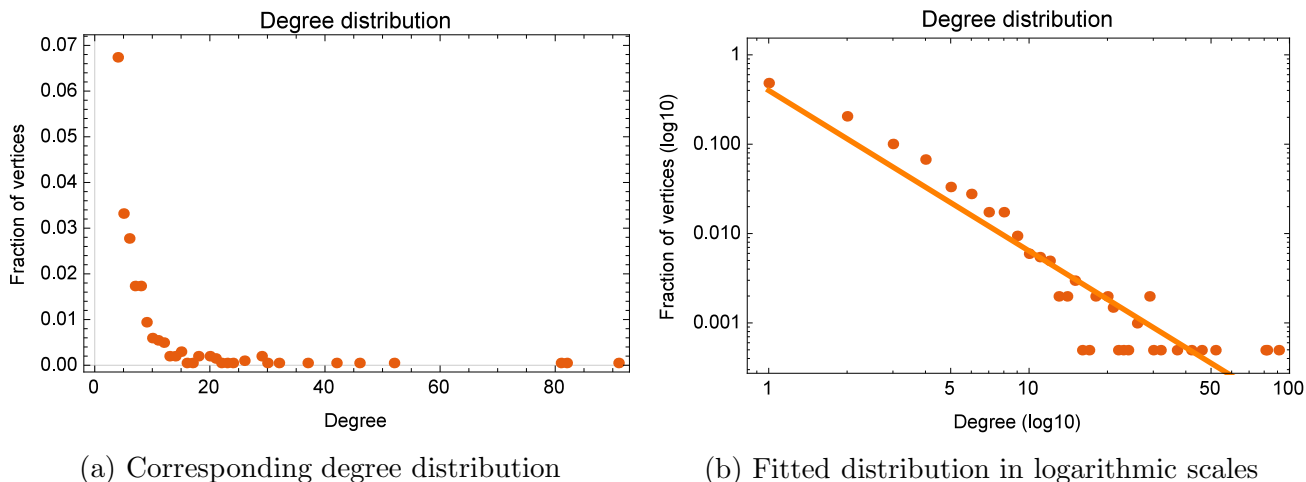 Degree distribution
0.07
0.06
0.05
0.04
0.03
0.02
0.01
0.00
Fraction of vertices
0
20
40
60
80
Degree
(a) Corresponding degree distribution
Degree distribution
1
0.100
0.010
0.001
Fraction of vertices (log10)
1
5
10
50
100
Degree (log10)
(b) Fitted distribution in logarithmic scales